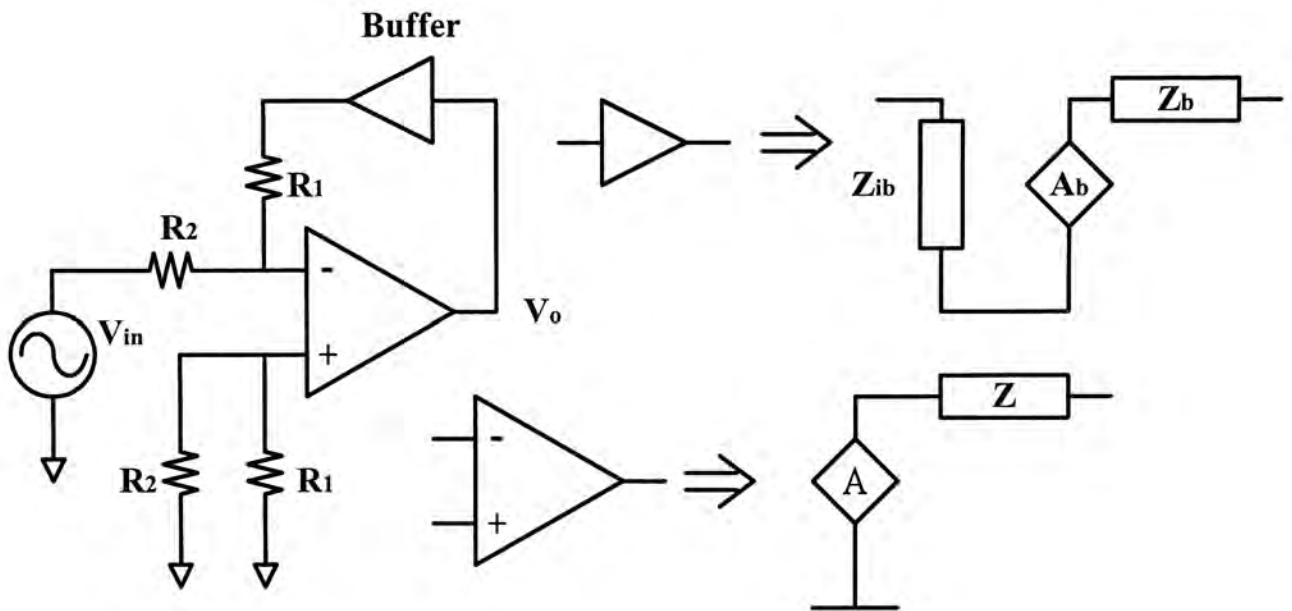 Buffer
Zb
Zib
Ab
R1
R2
-
Vin
Vo
+
Z
-
R2
R1
A
+